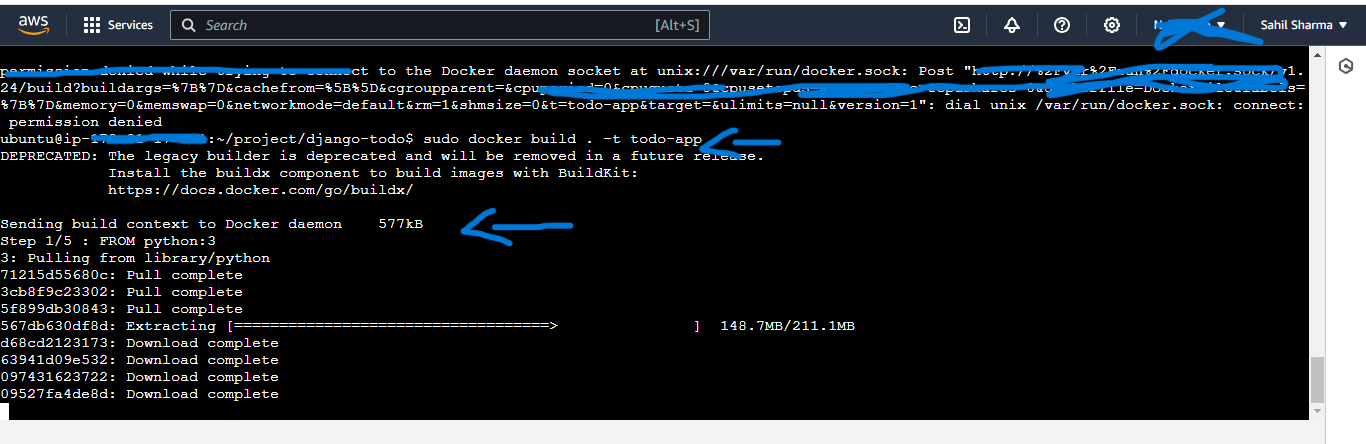 aws Services Search [Alt+S] Sahil Sharma
to the Docker daemon socket at unix:///var/run/docker.sock: Post
24/build?buildargs=%7B%7D&cachefrom=%5B%5D&cgroupparent=
%7B%7D&memory=0&memswap=0&networkmode=default&rm=1&shmsize=0&t=todo-app&target=&ulimits=null&version=1": dial unix /var/run/docker.sock: connect:
permission denied
ubuntu@ip- :~/project/django-todo$ sudo docker build . -t todo-app
DEPRECATED: The legacy builder is deprecated and will be removed in a future release.
Install the buildx component to build images with BuildKit:
https://docs.docker.com/go/buildx/
Sending build context to Docker daemon 577kB
Step 1/5 : FROM python:3
3: Pulling from library/python
71215d55680c: Pull complete
3cb8f9c23302: Pull complete
5f899db30843: Pull complete
567db630df8d: Extracting [===================================> ] 148.7MB/211.1MB
d68cd2123173: Download complete
63941d09e532: Download complete
097431623722: Download complete
09527fa4de8d: Download complete